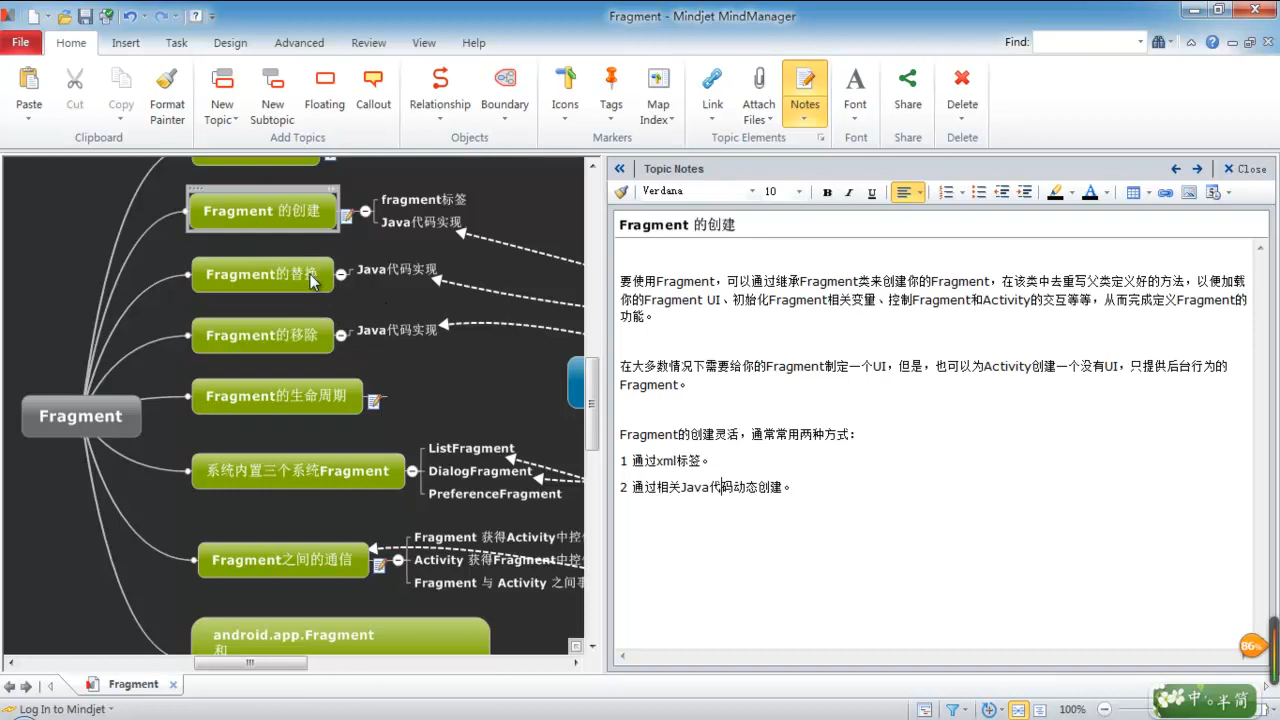 Fragment - Mindjet MindManager
File Home Insert Task Design Advanced Review View Help Find:
Paste Cut Copy Format Painter New Topic New Subtopic Floating Callout Relationship Boundary Icons Tags Map Index Link Attach Files Notes Font Share Delete
Clipboard Add Topics Objects Markers Topic Elements Font Share Delete
Fragment
Fragment 的创建
fragment标签
Java代码实现
Fragment的替换
Java代码实现
Fragment的移除
Java代码实现
Fragment的生命周期
系统内置三个系统Fragment
ListFragment
DialogFragment
PreferenceFragment
Fragment之间的通信
Fragment 获得Activity中控
Activity 获得Fragment中控
Fragment 与 Activity 之间事
android.app.Fragment
和
Topic Notes Close
Verdana 10 B I U
Fragment 的创建
要使用Fragment，可以通过继承Fragment类来创建你的Fragment，在该类中去重写父类定义好的方法，以便加载
你的Fragment UI、初始化Fragment相关变量、控制Fragment和Activity的交互等等，从而完成定义Fragment的
功能。
在大多数情况下需要给你的Fragment制定一个UI，但是，也可以为Activity创建一个没有UI，只提供后台行为的
Fragment。
Fragment的创建灵活，通常常用两种方式：
1 通过xml标签。
2 通过相关Java代码动态创建。
86%
Fragment
Log In to Mindjet
100%
中 半 简